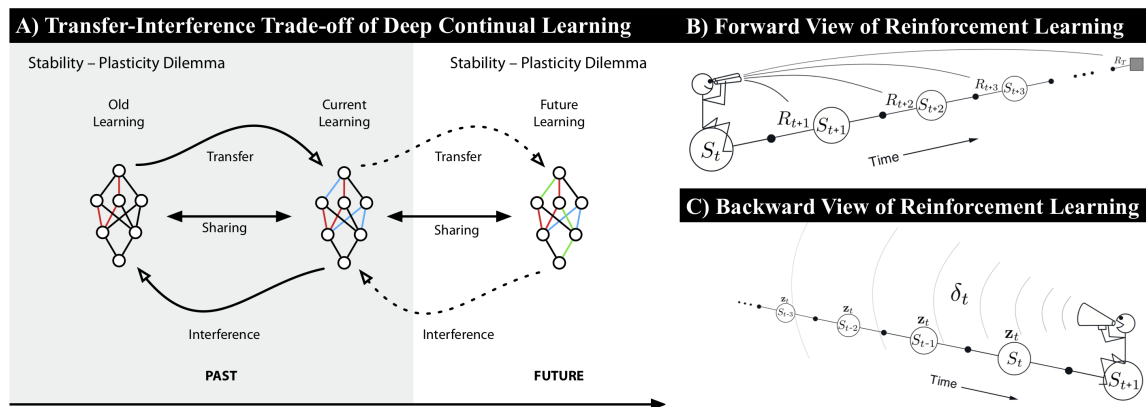 A) Transfer-Interference Trade-off of Deep Continual Learning
Stability – Plasticity Dilemma
Stability – Plasticity Dilemma
Old
Learning
Current
Learning
Future
Learning
Transfer
Transfer
Sharing
Sharing
Interference
Interference
PAST
FUTURE
B) Forward View of Reinforcement Learning
R_T
R_{t+3} S_{t+3}
R_{t+2} S_{t+2}
R_{t+1} S_{t+1}
S_t
Time
C) Backward View of Reinforcement Learning
δ_t
z_t
S_{t-3}
z_t
S_{t-2}
z_t
S_{t-1}
z_t
S_t
S_{t+1}
Time